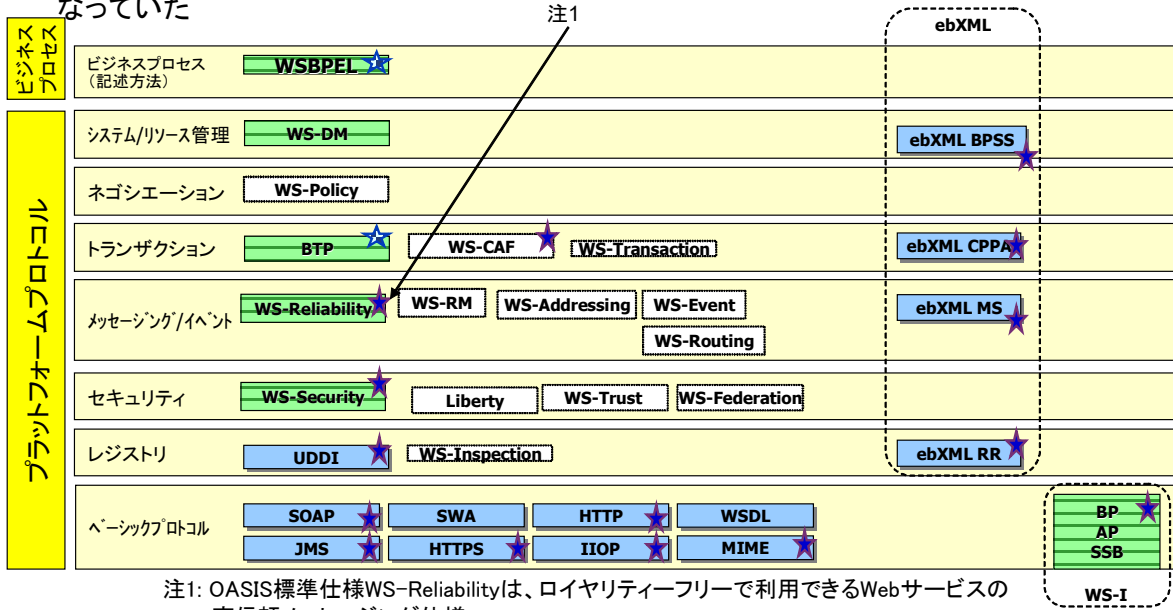 なっていた
注1
ebXML
ビジネス
プロセス
ビジネスプロセス
（記述方法）
WSBPEL
プラットフォームプロトコル
システム/リソース管理
WS-DM
ebXML BPSS
ネゴシエーション
WS-Policy
トランザクション
BTP
WS-CAF
WS-Transaction
ebXML CPPA
メッセージング/イベント
WS-Reliability
WS-RM
WS-Addressing
WS-Event
ebXML MS
WS-Routing
セキュリティ
WS-Security
Liberty
WS-Trust
WS-Federation
レジストリ
UDDI
WS-Inspection
ebXML RR
ベーシックプロトコル
SOAP
SWA
HTTP
WSDL
JMS
HTTPS
IIOP
MIME
BP
AP
SSB
WS-I
注1: OASIS標準仕様WS-Reliabilityは、ロイヤリティーフリーで利用できるWebサービスの